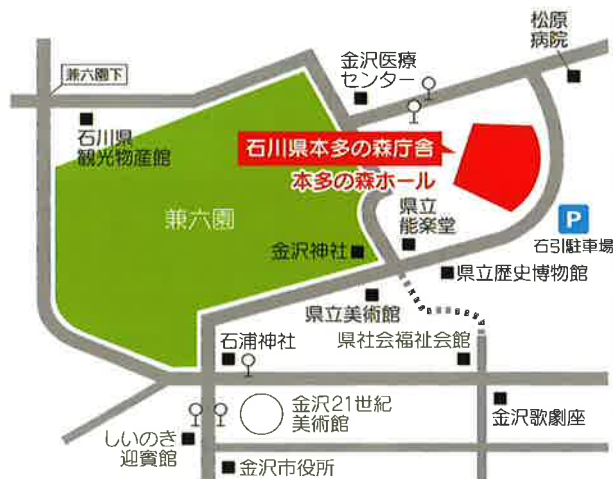 松原
病院
金沢医療
センター
兼六園下
石川県
観光物産館
石川県本多の森庁舎
本多の森ホール
兼六園
県立
能楽堂
P
石引駐車場
金沢神社
県立歴史博物館
県立美術館
石浦神社
県社会福祉会館
金沢21世紀
美術館
金沢歌劇座
しいのき
迎賓館
金沢市役所